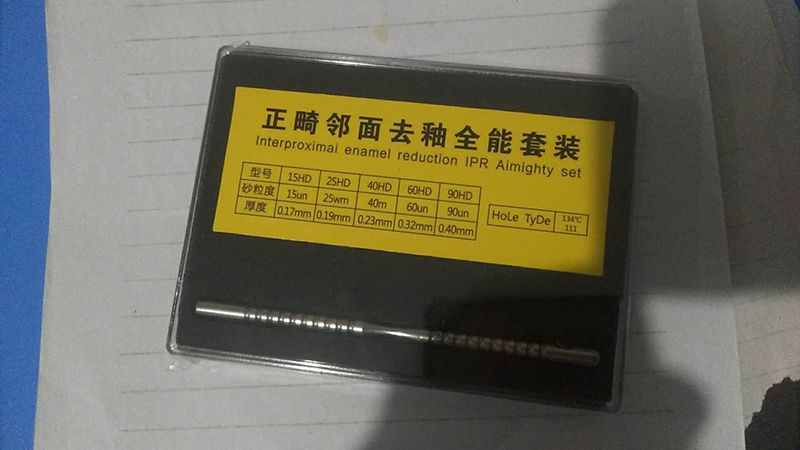 正畸邻面去釉全能套装
Interproximai enamel reduction IPR Aimighty set
型号 15HD 25HD 40HD 60HD 90HD
砂粒度 15un 25wm 40m 60un 90un
厚度 0.17mm 0.19mm 0.23mm 0.32mm 0.40mm
HoLe TyDe 134℃
111